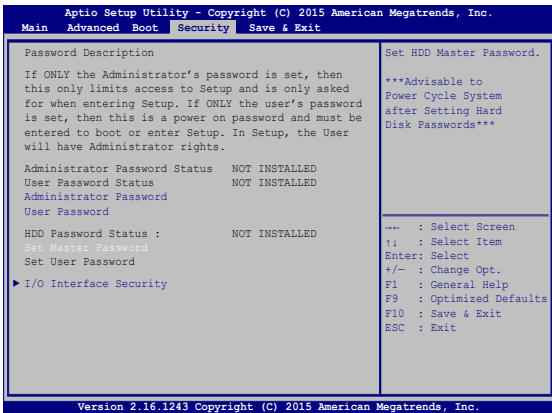 Aptio Setup Utility - Copyright (C) 2015 American Megatrends, Inc.
Main Advanced Boot Security Save & Exit
Password Description
If ONLY the Administrator's password is set, then
this only limits access to Setup and is only asked
for when entering Setup. If ONLY the user's password
is set, then this is a power on password and must be
entered to boot or enter Setup. In Setup, the User
will have Administrator rights.
Administrator Password Status NOT INSTALLED
User Password Status NOT INSTALLED
Administrator Password
User Password
HDD Password Status : NOT INSTALLED
Set Master Password
Set User Password
▶ I/O Interface Security
Set HDD Master Password.
***Advisable to
Power Cycle System
after Setting Hard
Disk Passwords***
→← : Select Screen
↑↓ : Select Item
Enter: Select
+/— : Change Opt.
F1 : General Help
F9 : Optimized Defaults
F10 : Save & Exit
ESC : Exit
Version 2.16.1243 Copyright (C) 2015 American Megatrends, Inc.